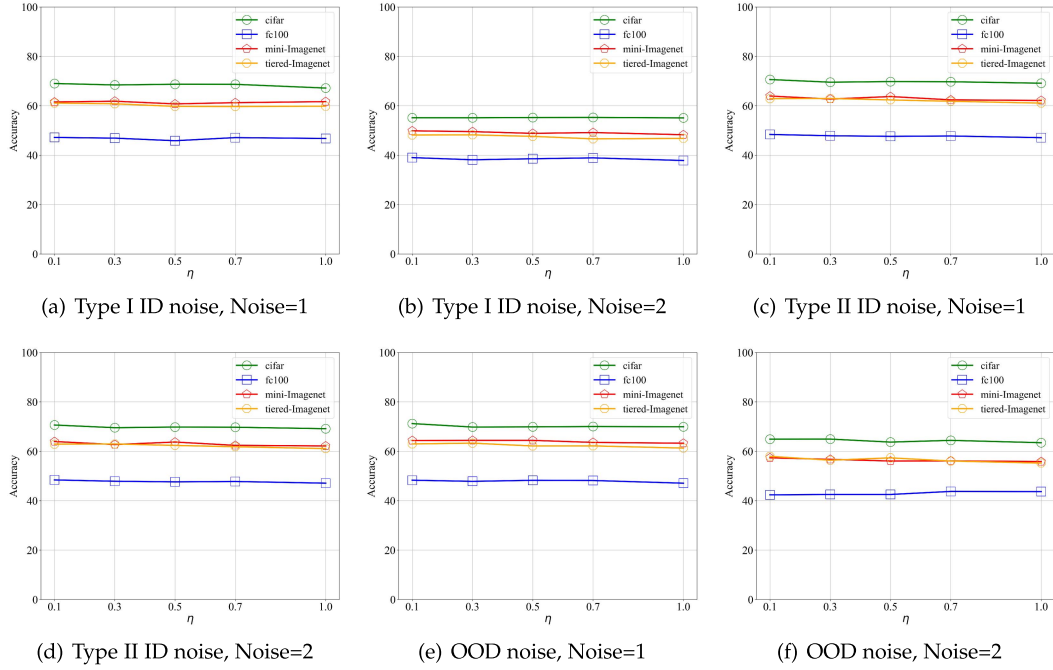 100
80
60
40
20
0
Accuracy
0.1 0.3 0.5 0.7 1.0
η
cifar
fc100
mini-Imagenet
tiered-Imagenet
(a) Type I ID noise, Noise=1
100
80
60
40
20
0
Accuracy
0.1 0.3 0.5 0.7 1.0
η
cifar
fc100
mini-Imagenet
tiered-Imagenet
(b) Type I ID noise, Noise=2
100
80
60
40
20
0
Accuracy
0.1 0.3 0.5 0.7 1.0
η
cifar
fc100
mini-Imagenet
tiered-Imagenet
(c) Type II ID noise, Noise=1
100
80
60
40
20
0
Accuracy
0.1 0.3 0.5 0.7 1.0
η
cifar
fc100
mini-Imagenet
tiered-Imagenet
(d) Type II ID noise, Noise=2
100
80
60
40
20
0
Accuracy
0.1 0.3 0.5 0.7 1.0
η
cifar
fc100
mini-Imagenet
tiered-Imagenet
(e) OOD noise, Noise=1
100
80
60
40
20
0
Accuracy
0.1 0.3 0.5 0.7 1.0
η
cifar
fc100
mini-Imagenet
tiered-Imagenet
(f) OOD noise, Noise=2